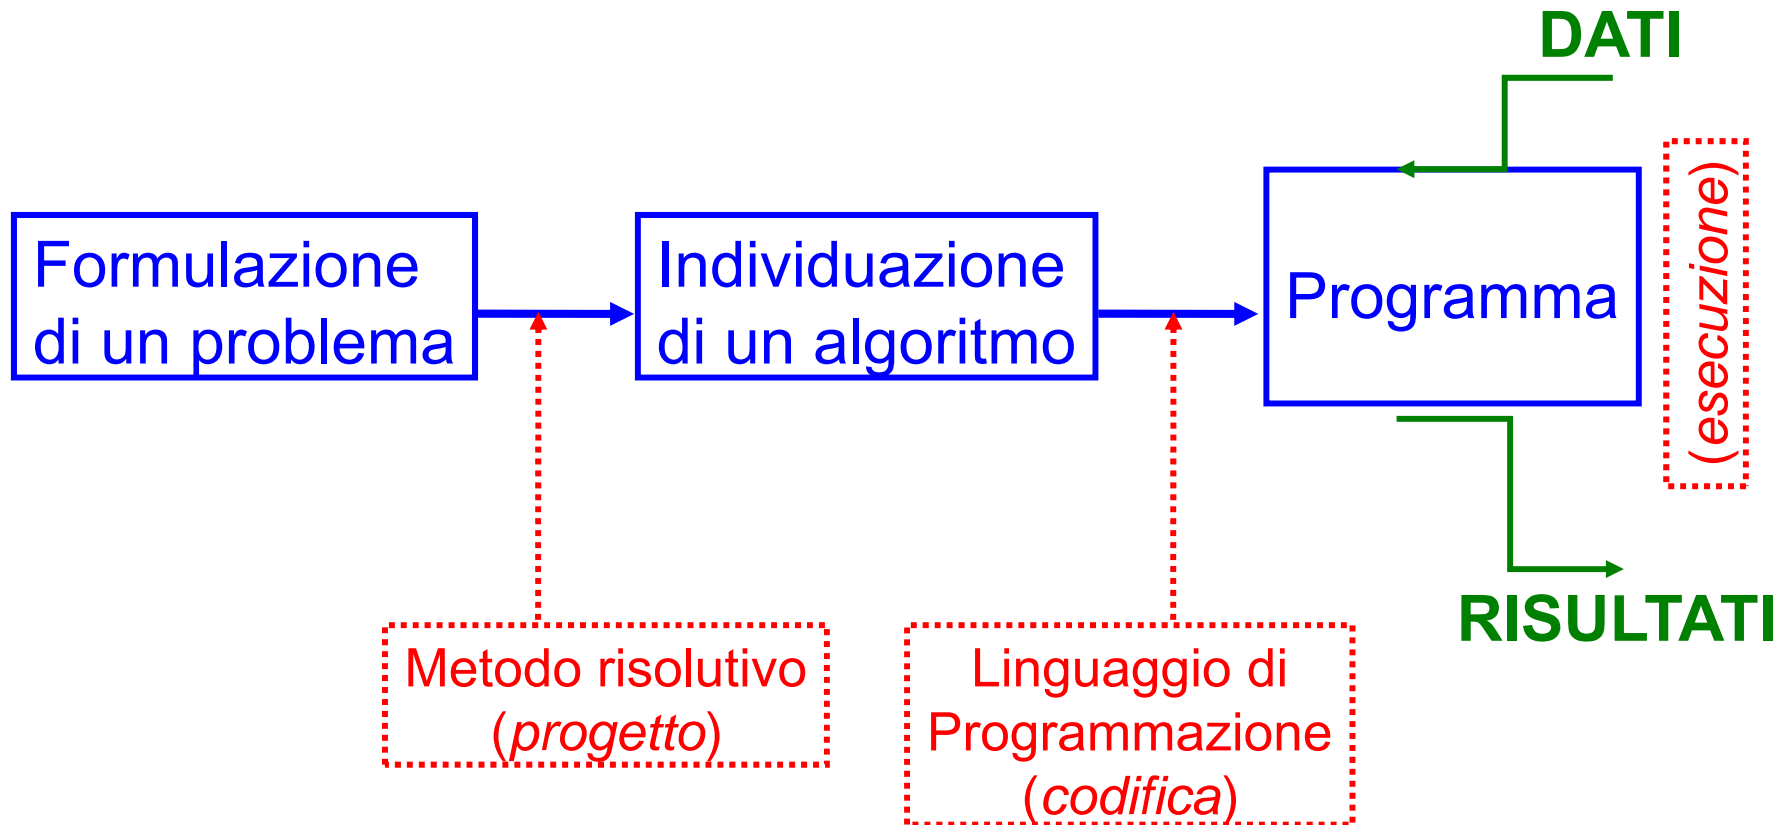 DATI
Formulazione
di un problema
Individuazione
di un algoritmo
Programma
(esecuzione)
RISULTATI
Metodo risolutivo
(progetto)
Linguaggio di
Programmazione
(codifica)